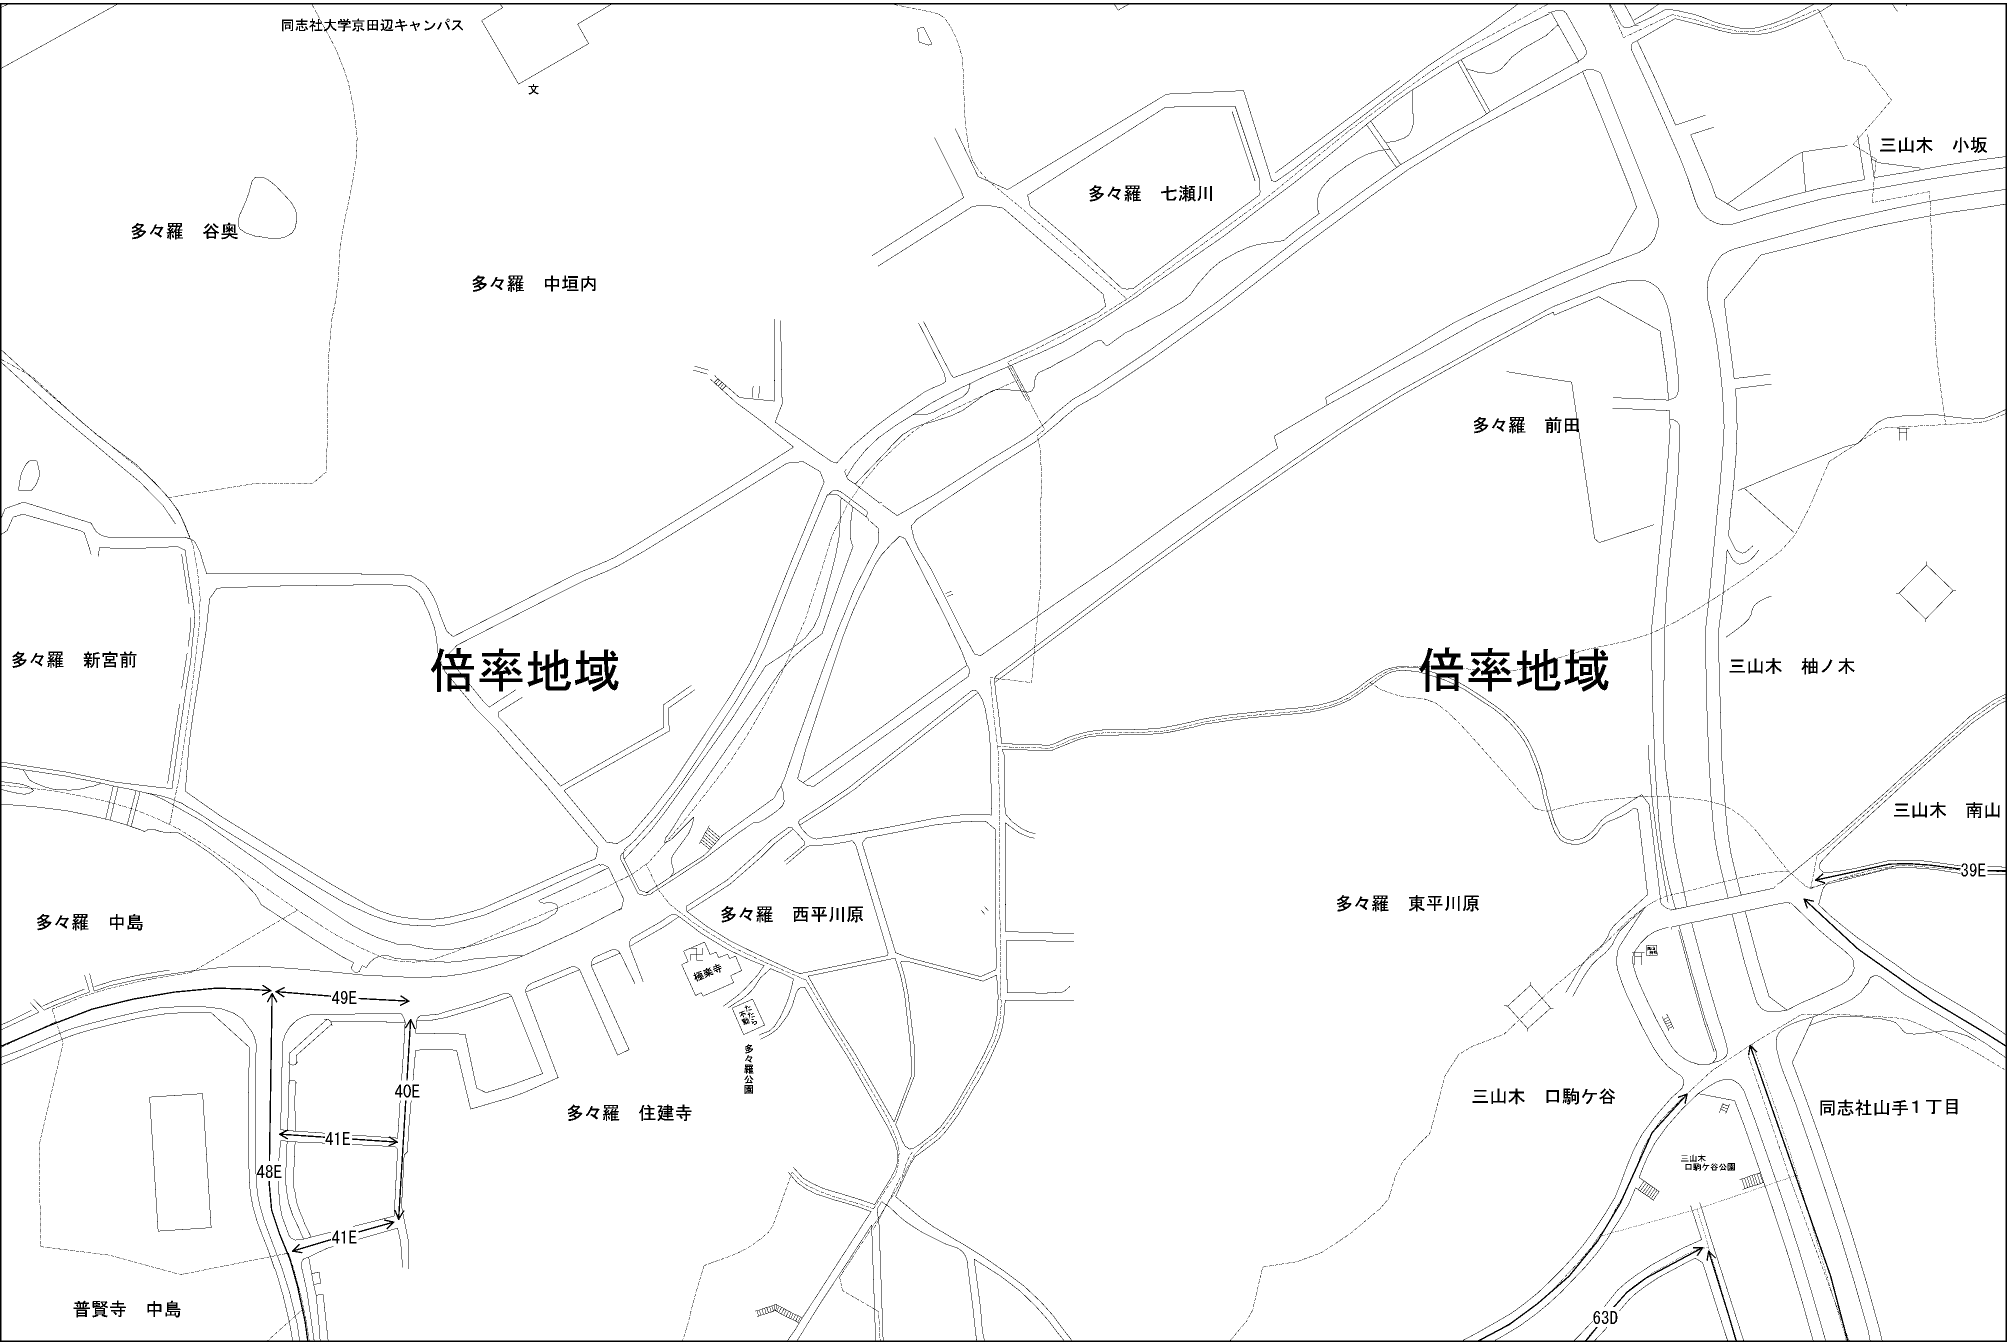 同志社大学京田辺キャンパス
文
三山木　小坂
多々羅　七瀬川
多々羅　谷奥
多々羅　中垣内
多々羅　前田
多々羅　新宮前
倍率地域
倍率地域
三山木　柚ノ木
三山木　南山
39E
多々羅　中島
多々羅　西平川原
多々羅　東平川原
極楽寺
49E
たたら
不動
多々羅公園
40E
三山木　口駒ケ谷
同志社山手１丁目
多々羅　住建寺
41E
48E
三山木
口駒ケ谷公園
41E
普賢寺　中島
63D